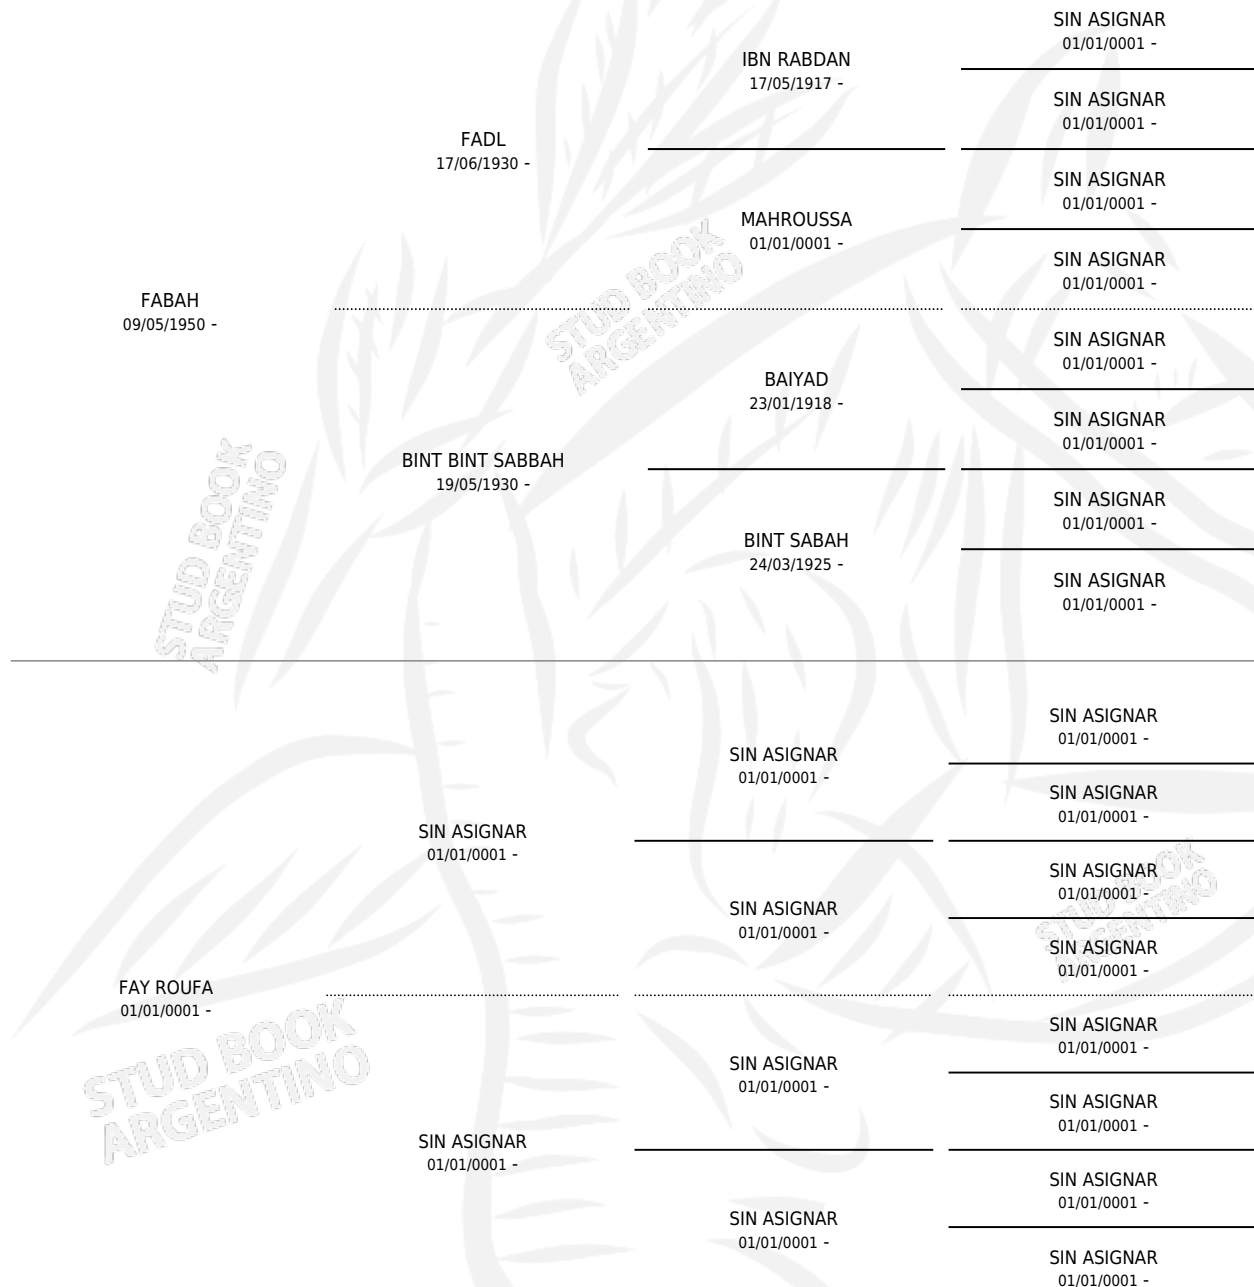 SIN ASIGNAR
01/01/0001 -
IBN RABDAN
17/05/1917 -
SIN ASIGNAR
01/01/0001 -
FADL
17/06/1930 -
SIN ASIGNAR
01/01/0001 -
MAHROUSSA
01/01/0001 -
SIN ASIGNAR
01/01/0001 -
STUD BOOK
ARGENTINO
FABAH
09/05/1950 -
SIN ASIGNAR
01/01/0001 -
BAIYAD
23/01/1918 -
SIN ASIGNAR
01/01/0001 -
BINT BINT SABBAH
19/05/1930 -
SIN ASIGNAR
01/01/0001 -
BINT SABAH
24/03/1925 -
SIN ASIGNAR
01/01/0001 -
STUD BOOK
ARGENTINO
SIN ASIGNAR
01/01/0001 -
SIN ASIGNAR
01/01/0001 -
SIN ASIGNAR
01/01/0001 -
SIN ASIGNAR
01/01/0001 -
SIN ASIGNAR
01/01/0001 -
SIN ASIGNAR
01/01/0001 -
SIN ASIGNAR
01/01/0001 -
STUD BOOK
ARGENTINO
FAY ROUFA
01/01/0001 -
SIN ASIGNAR
01/01/0001 -
SIN ASIGNAR
01/01/0001 -
SIN ASIGNAR
01/01/0001 -
STUD BOOK
ARGENTINO
SIN ASIGNAR
01/01/0001 -
SIN ASIGNAR
01/01/0001 -
SIN ASIGNAR
01/01/0001 -
SIN ASIGNAR
01/01/0001 -